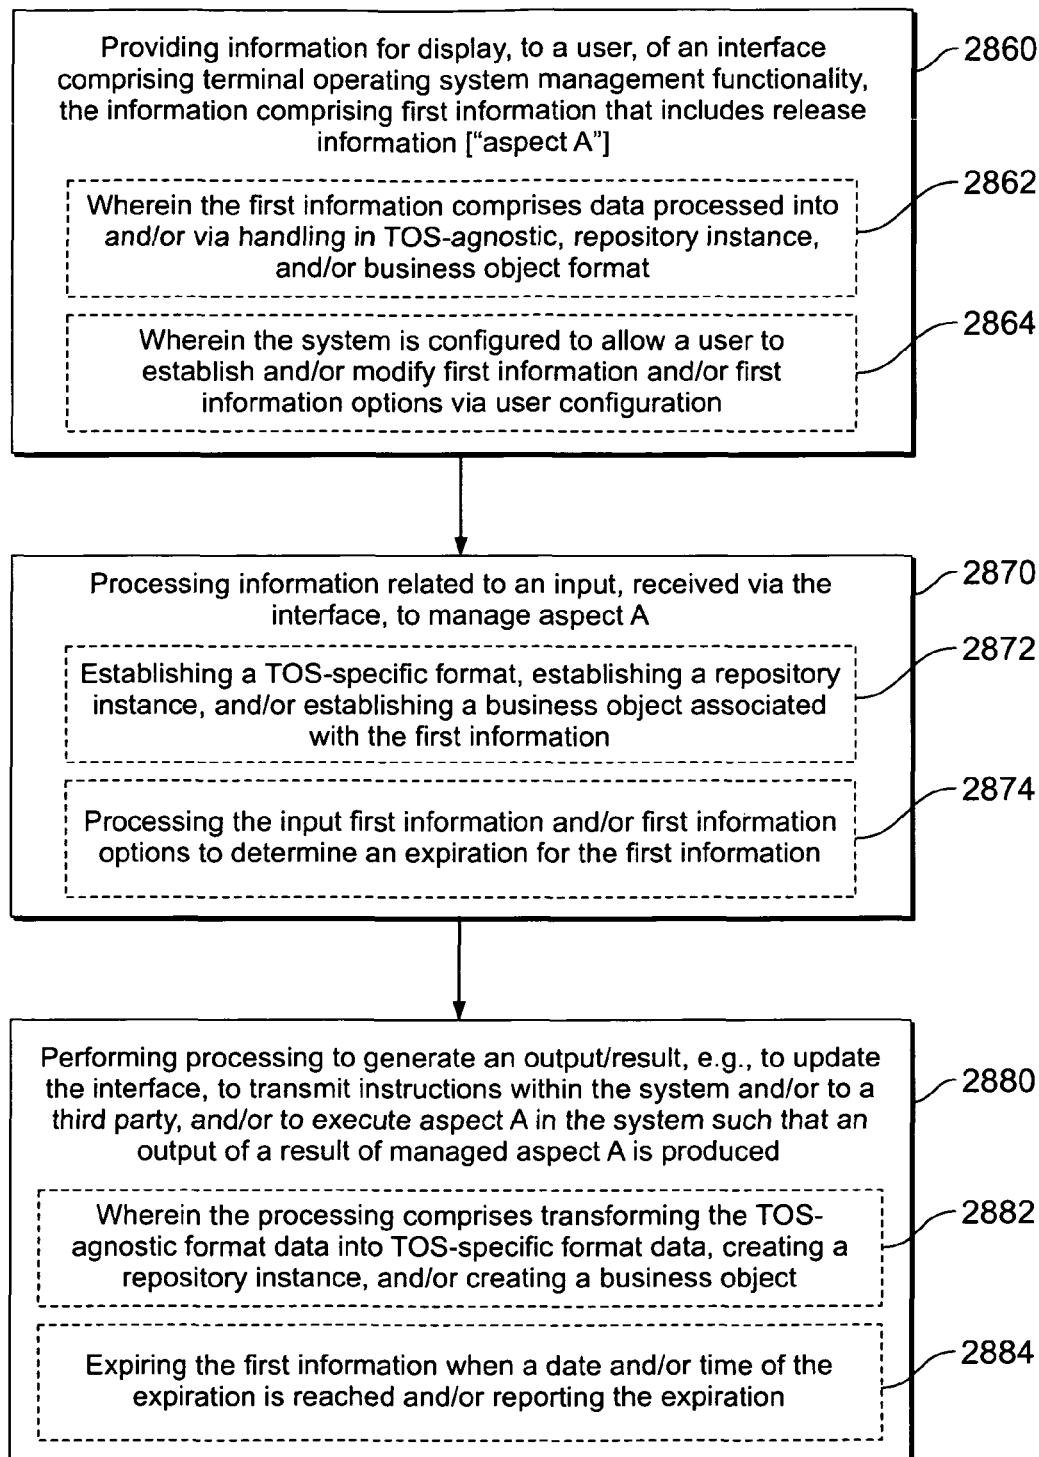 Providing information for display, to a user, of an interface
comprising terminal operating system management functionality,
the information comprising first information that includes release
information ["aspect A"]
2860
Wherein the first information comprises data processed into
and/or via handling in TOS-agnostic, repository instance,
and/or business object format
2862
Wherein the system is configured to allow a user to
establish and/or modify first information and/or first
information options via user configuration
2864
Processing information related to an input, received via the
interface, to manage aspect A
2870
Establishing a TOS-specific format, establishing a repository
instance, and/or establishing a business object associated
with the first information
2872
Processing the input first information and/or first information
options to determine an expiration for the first information
2874
Performing processing to generate an output/result, e.g., to update
the interface, to transmit instructions within the system and/or to a
third party, and/or to execute aspect A in the system such that an
output of a result of managed aspect A is produced
2880
Wherein the processing comprises transforming the TOS-
agnostic format data into TOS-specific format data, creating a
repository instance, and/or creating a business object
2882
Expiring the first information when a date and/or time of the
expiration is reached and/or reporting the expiration
2884